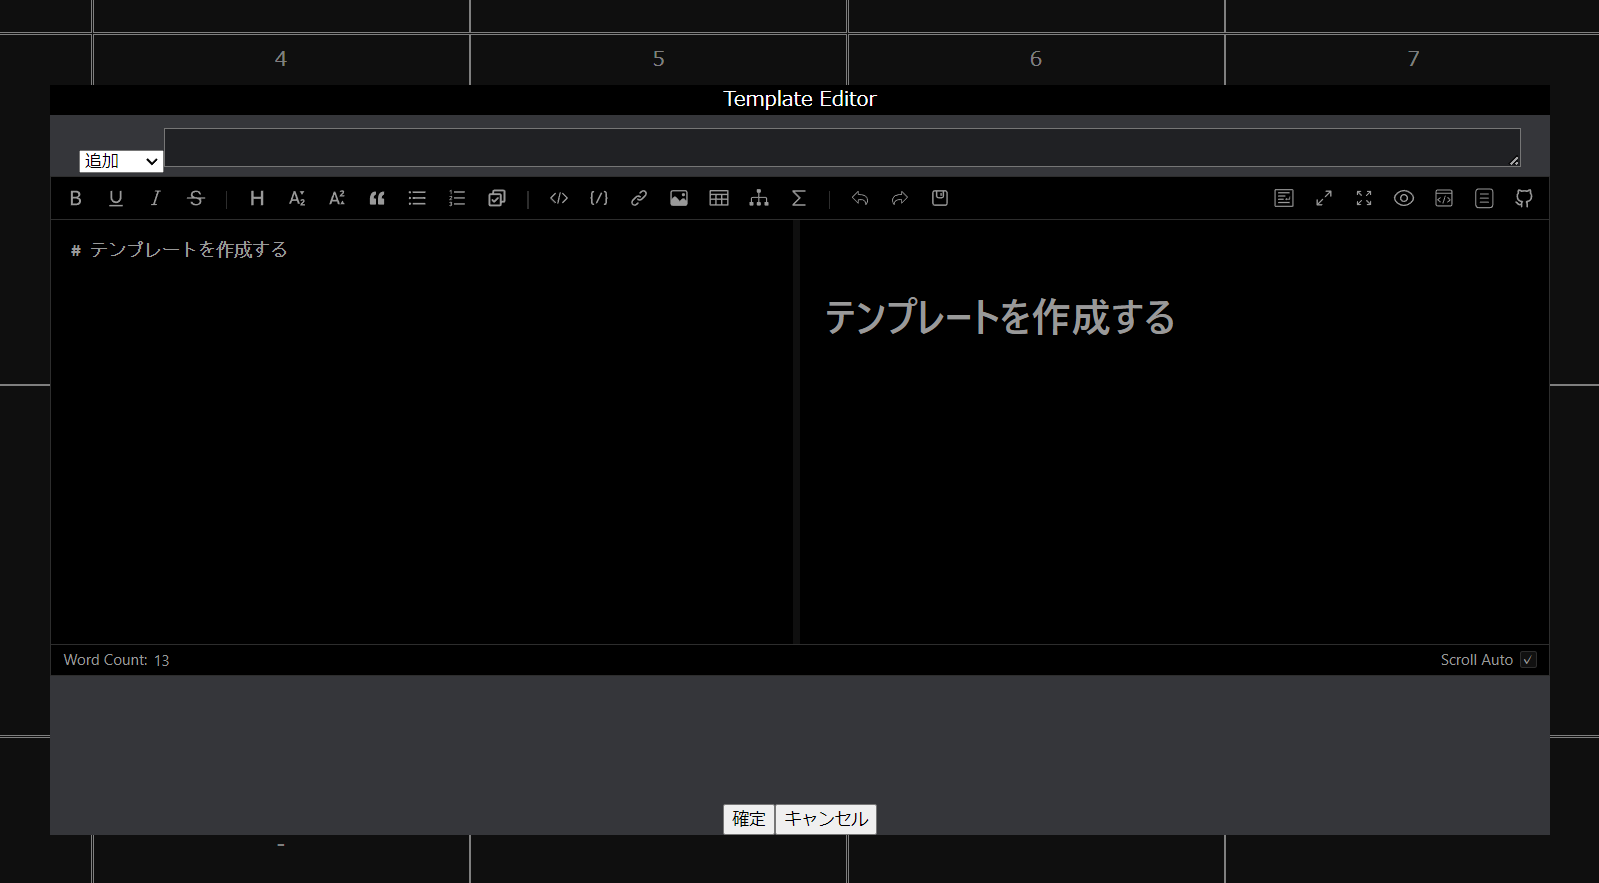 4 5 6 7
Template Editor
追加
B U I S H A2 A2
# テンプレートを作成する
テンプレートを作成する
Word Count: 13 Scroll Auto
確定 キャンセル
-